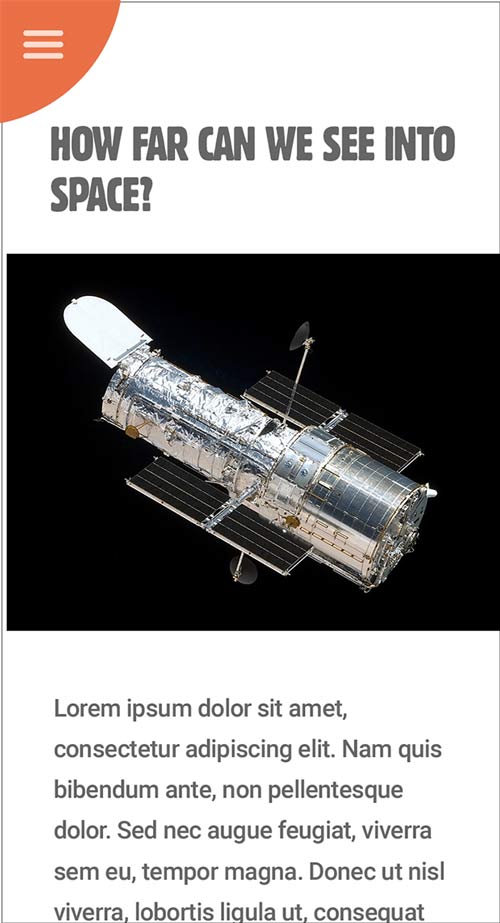 HOW FAR CAN WE SEE INTO
SPACE?
Lorem ipsum dolor sit amet,
consectetur adipiscing elit. Nam quis
bibendum ante, non pellentesque
dolor. Sed nec augue feugiat, viverra
sem eu, tempor magna. Donec ut nisl
viverra, lobortis ligula ut, consequat